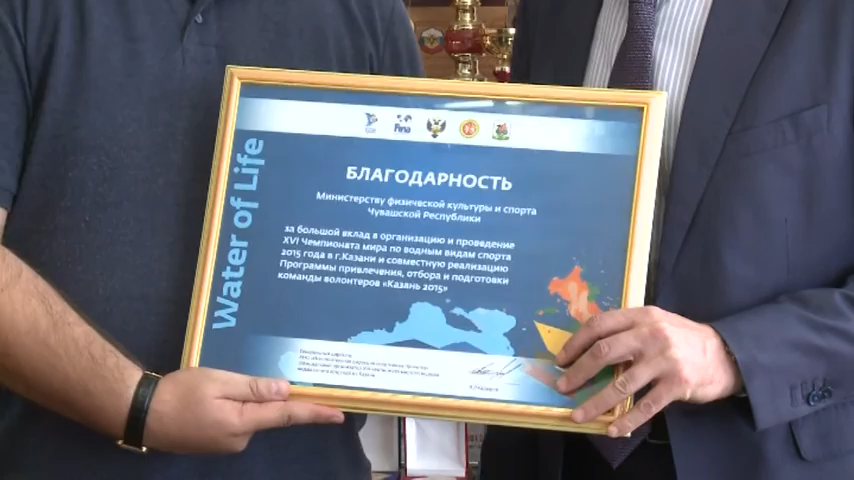 fina
БЛАГОДАРНОСТЬ
Министерству физической культуры и спорта
Чувашской Республики
за большой вклад в организацию и проведение
XVI Чемпионата мира по водным видам спорта
2015 года в г.Казани и совместную реализацию
Программы привлечения, отбора и подготовки
команды волонтеров «Казань 2015»
Water of Life